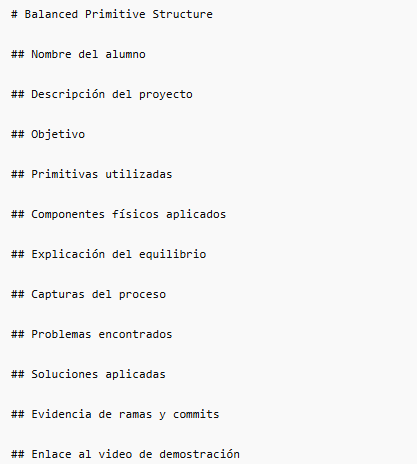 # Balanced Primitive Structure
## Nombre del alumno
## Descripción del proyecto
## Objetivo
## Primitivas utilizadas
## Componentes físicos aplicados
## Explicación del equilibrio
## Capturas del proceso
## Problemas encontrados
## Soluciones aplicadas
## Evidencia de ramas y commits
## Enlace al video de demostración